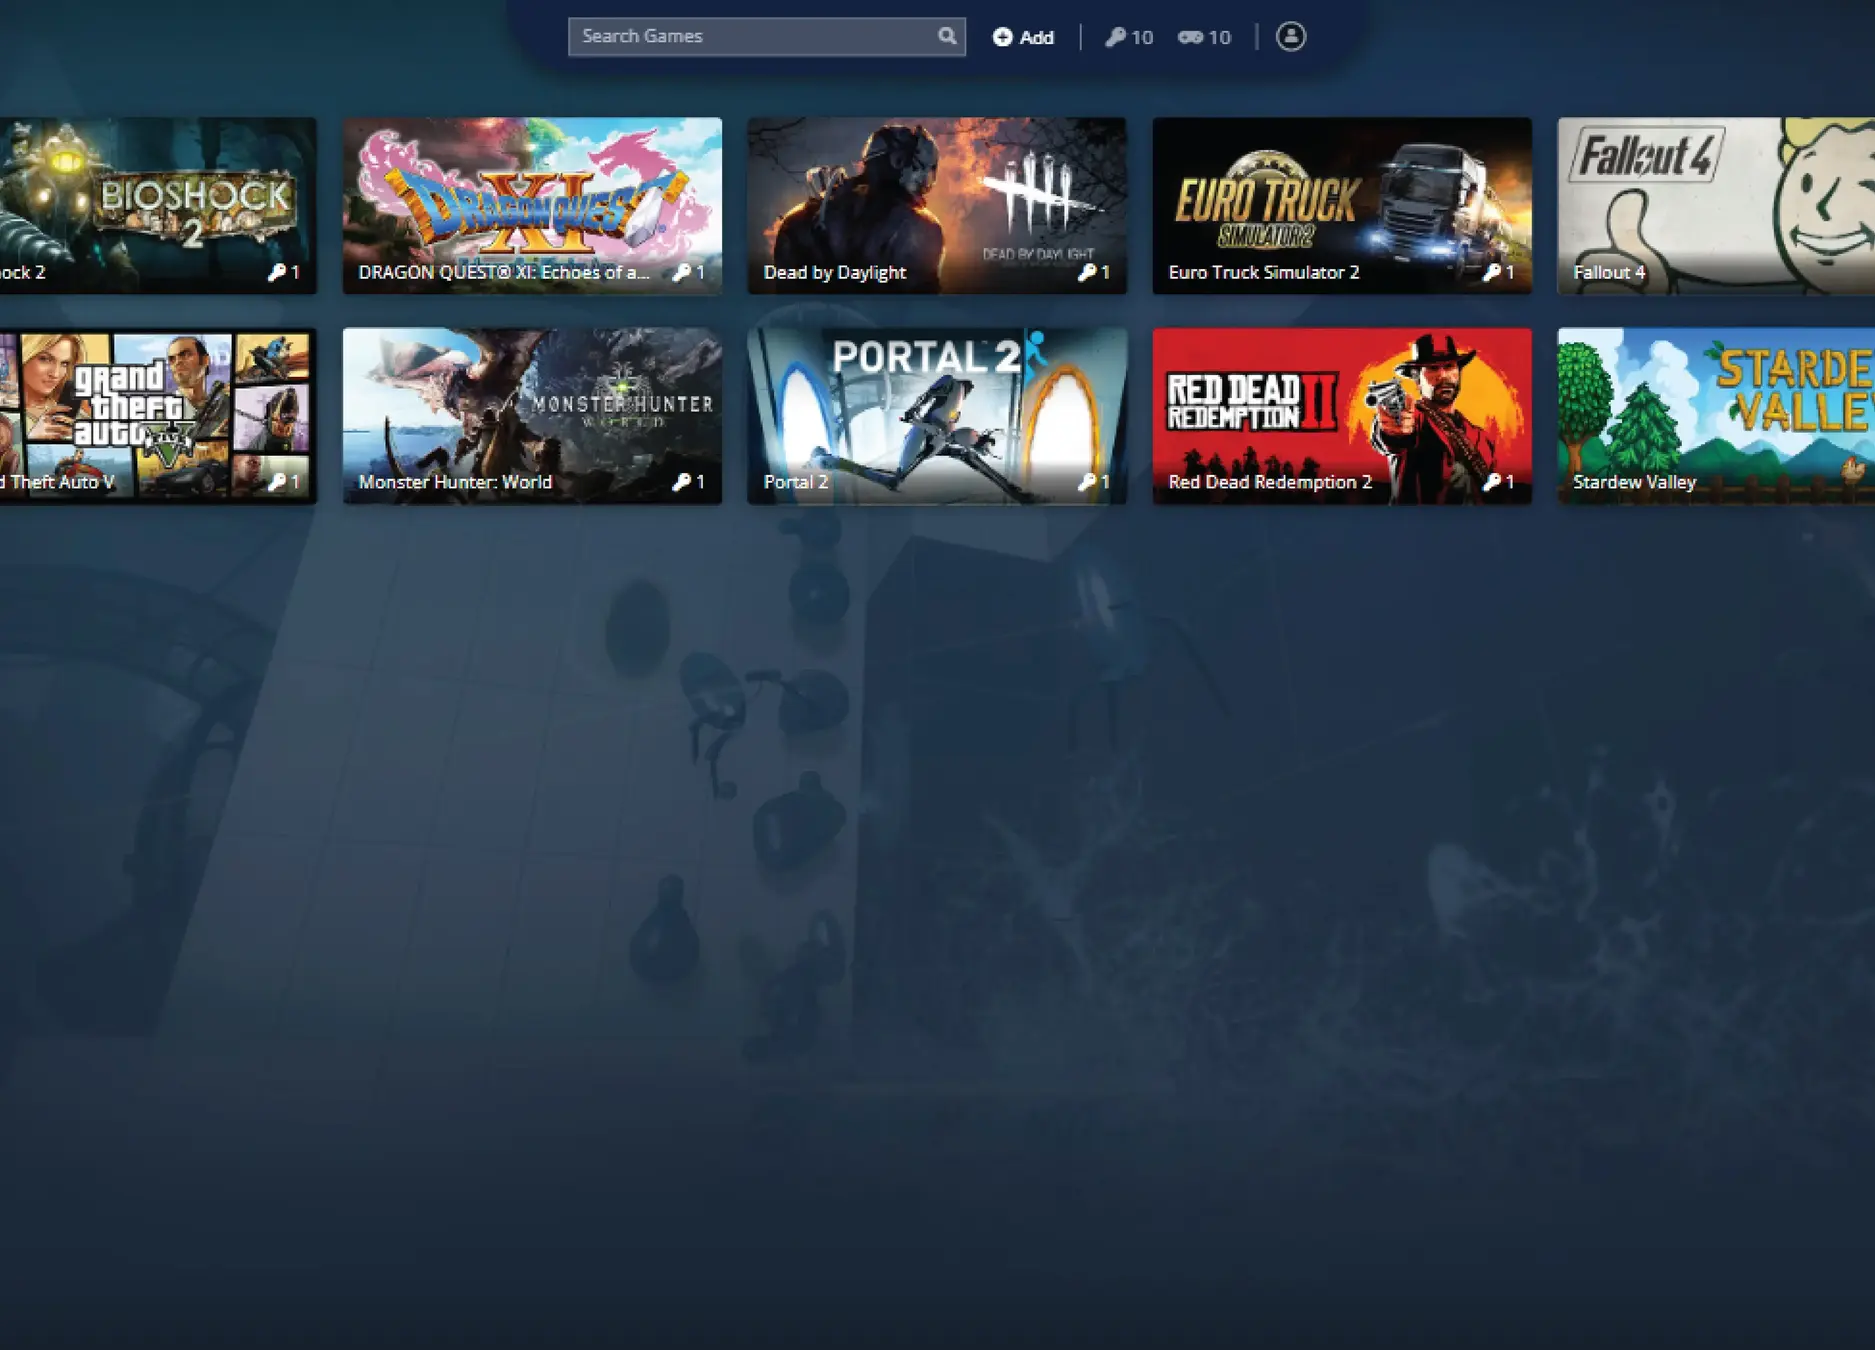 Search Games
Add
10
10
BIOSHOCK
2
ock 2
1
DRAGON QUEST
XI
DRAGON QUEST® XI: Echoes of a...
1
DEAD BY DAYLIGHT
Dead by Daylight
1
EURO TRUCK
SIMULATOR 2
Euro Truck Simulator 2
1
Fallout 4
Fallout 4
grand
theft
auto
V
d Theft Auto V
1
MONSTER HUNTER
WORLD
Monster Hunter: World
1
PORTAL 2
Portal 2
1
RED DEAD
REDEMPTION II
Red Dead Redemption 2
1
STARDE
VALLEY
Stardew Valley